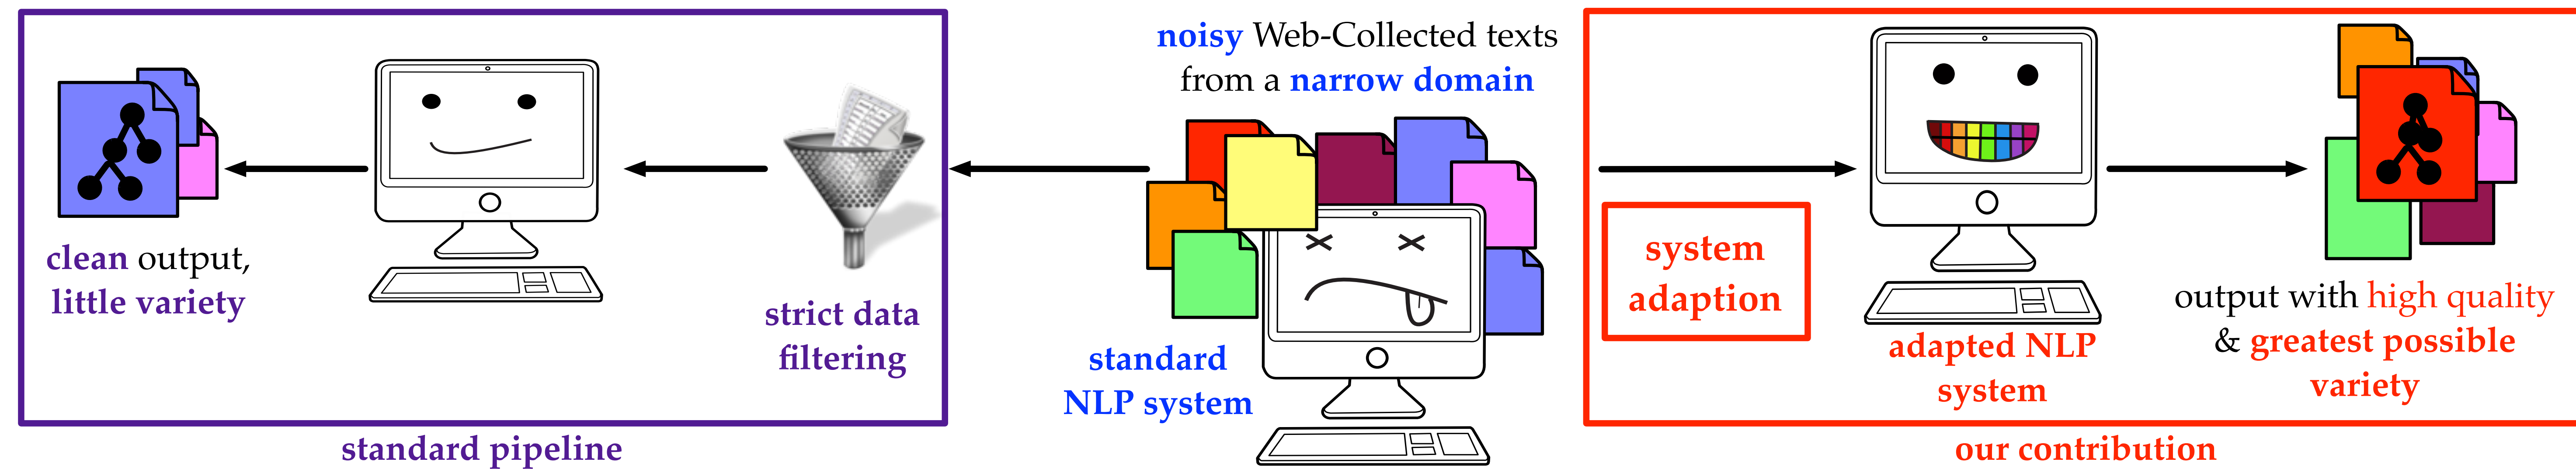 clean output,
little variety
strict data
filtering
standard pipeline
noisy Web-Collected texts
from a narrow domain
standard
NLP system
system
adaption
adapted NLP
system
output with high quality
& greatest possible
variety
our contribution